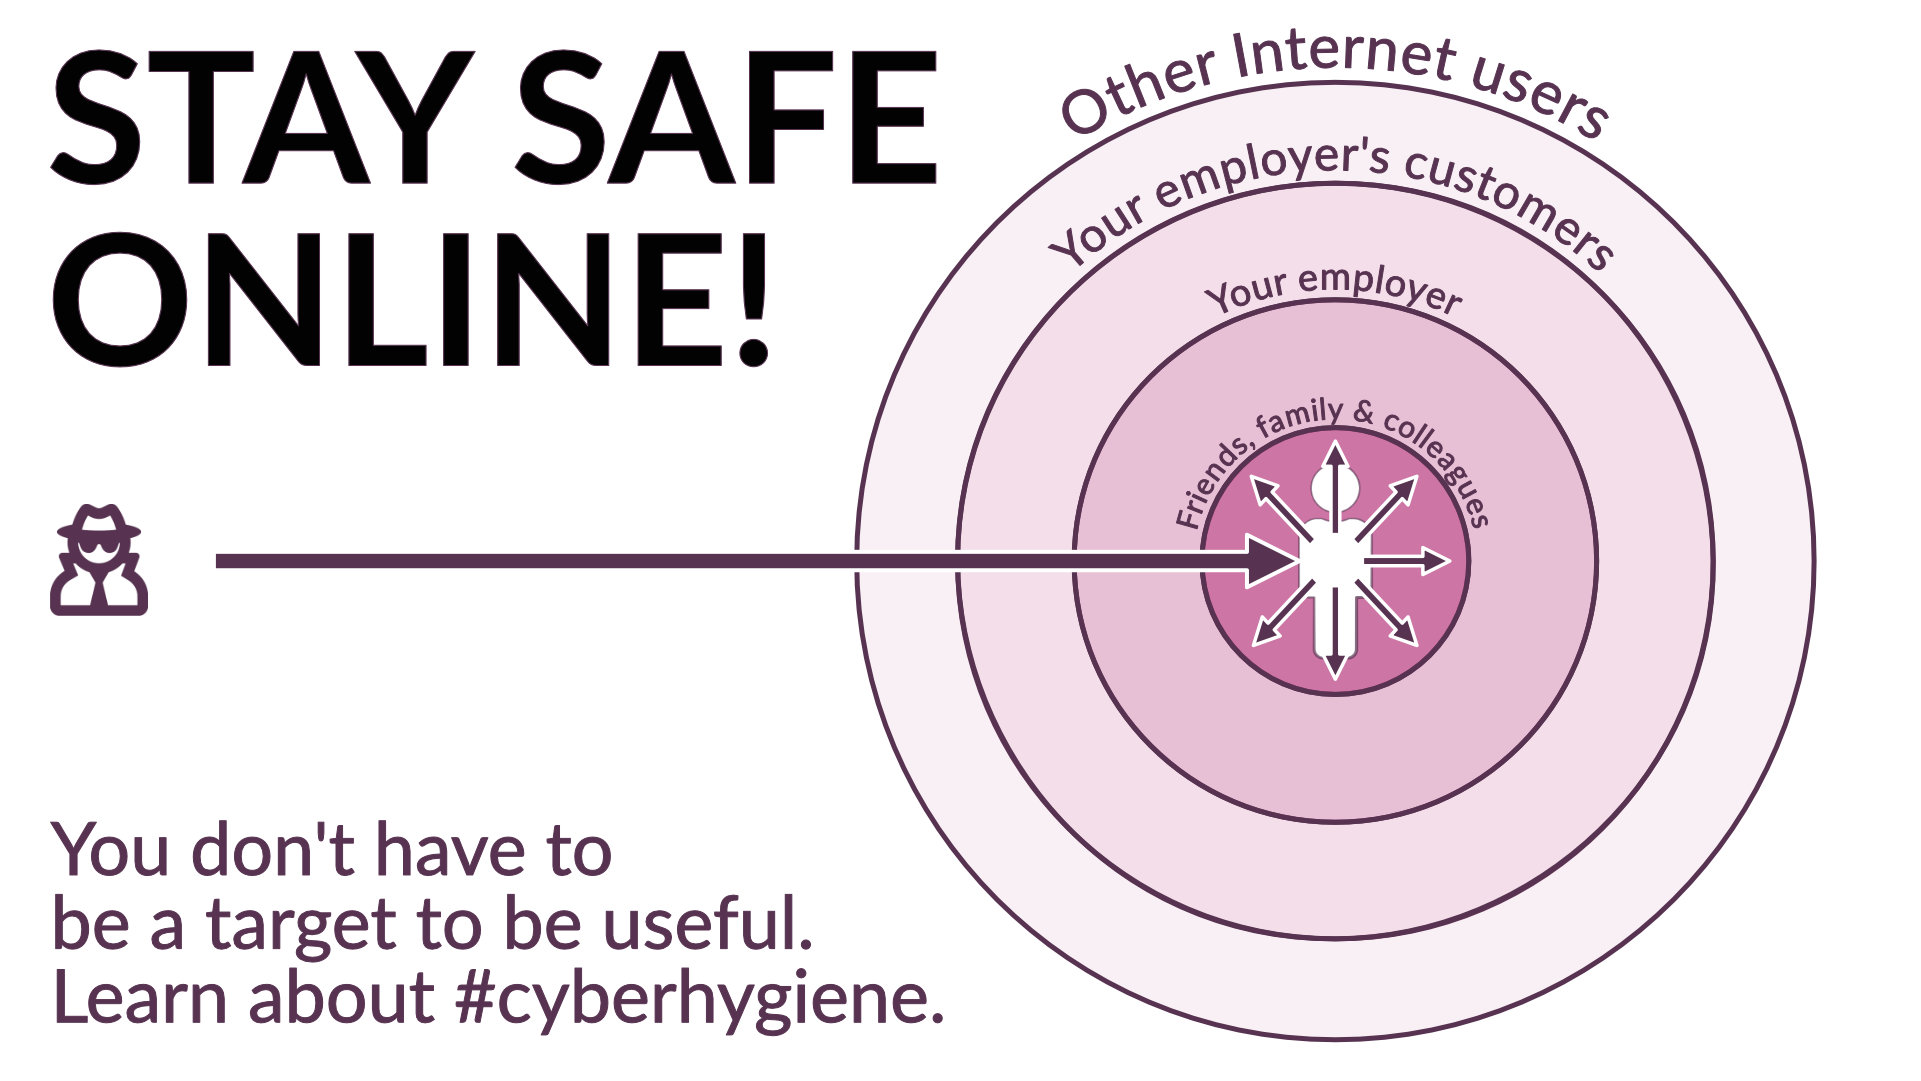 STAY SAFE
ONLINE!
Other Internet users
Your employer's customers
Your employer
Friends, family & colleagues
You don't have to
be a target to be useful.
Learn about #cyberhygiene.